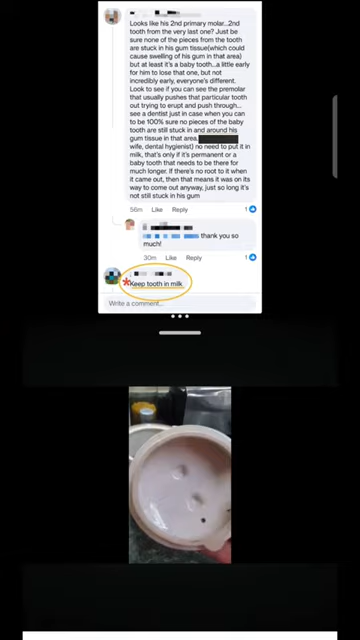 Looks like his 2nd primary molar...2nd
tooth from the very last one? Just be
sure none of the pieces from the tooth
are stuck in his gum tissue(which could
cause swelling of his gum in that area)
but at least it's a baby tooth...a little early
for him to lose that one, but not
incredibly early, everyone's different.
Look to see if you can see the premolar
that usually pushes that particular tooth
out trying to erupt and push through...
see a dentist just in case when you can
to be 100% sure no pieces of the baby
tooth are still stuck in and around his
gum tissue in that area.
wife, dental hygienist) no need to put it in
milk, that's only if it's permanent or a
baby tooth that needs to be there for
much longer. If there's no root to it when
it came out, then that means it was on its
way to come out anyway, just so long it's
not still stuck in his gum
56m Like Reply 1
thank you so
much!
30m Like Reply 1
*Keep tooth in milk.
Write a comment...